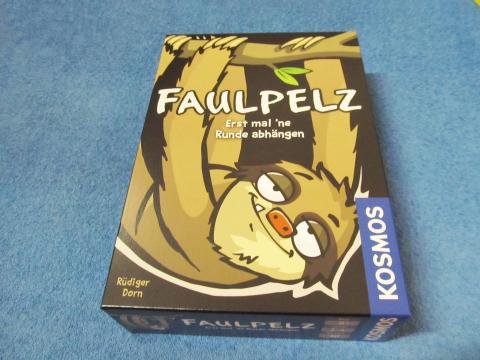 FAULPELZ
Erst mal 'ne
Runde abhängen
Rüdiger
Dorn
KOSMOS
FAULPELZ
KOSMOS